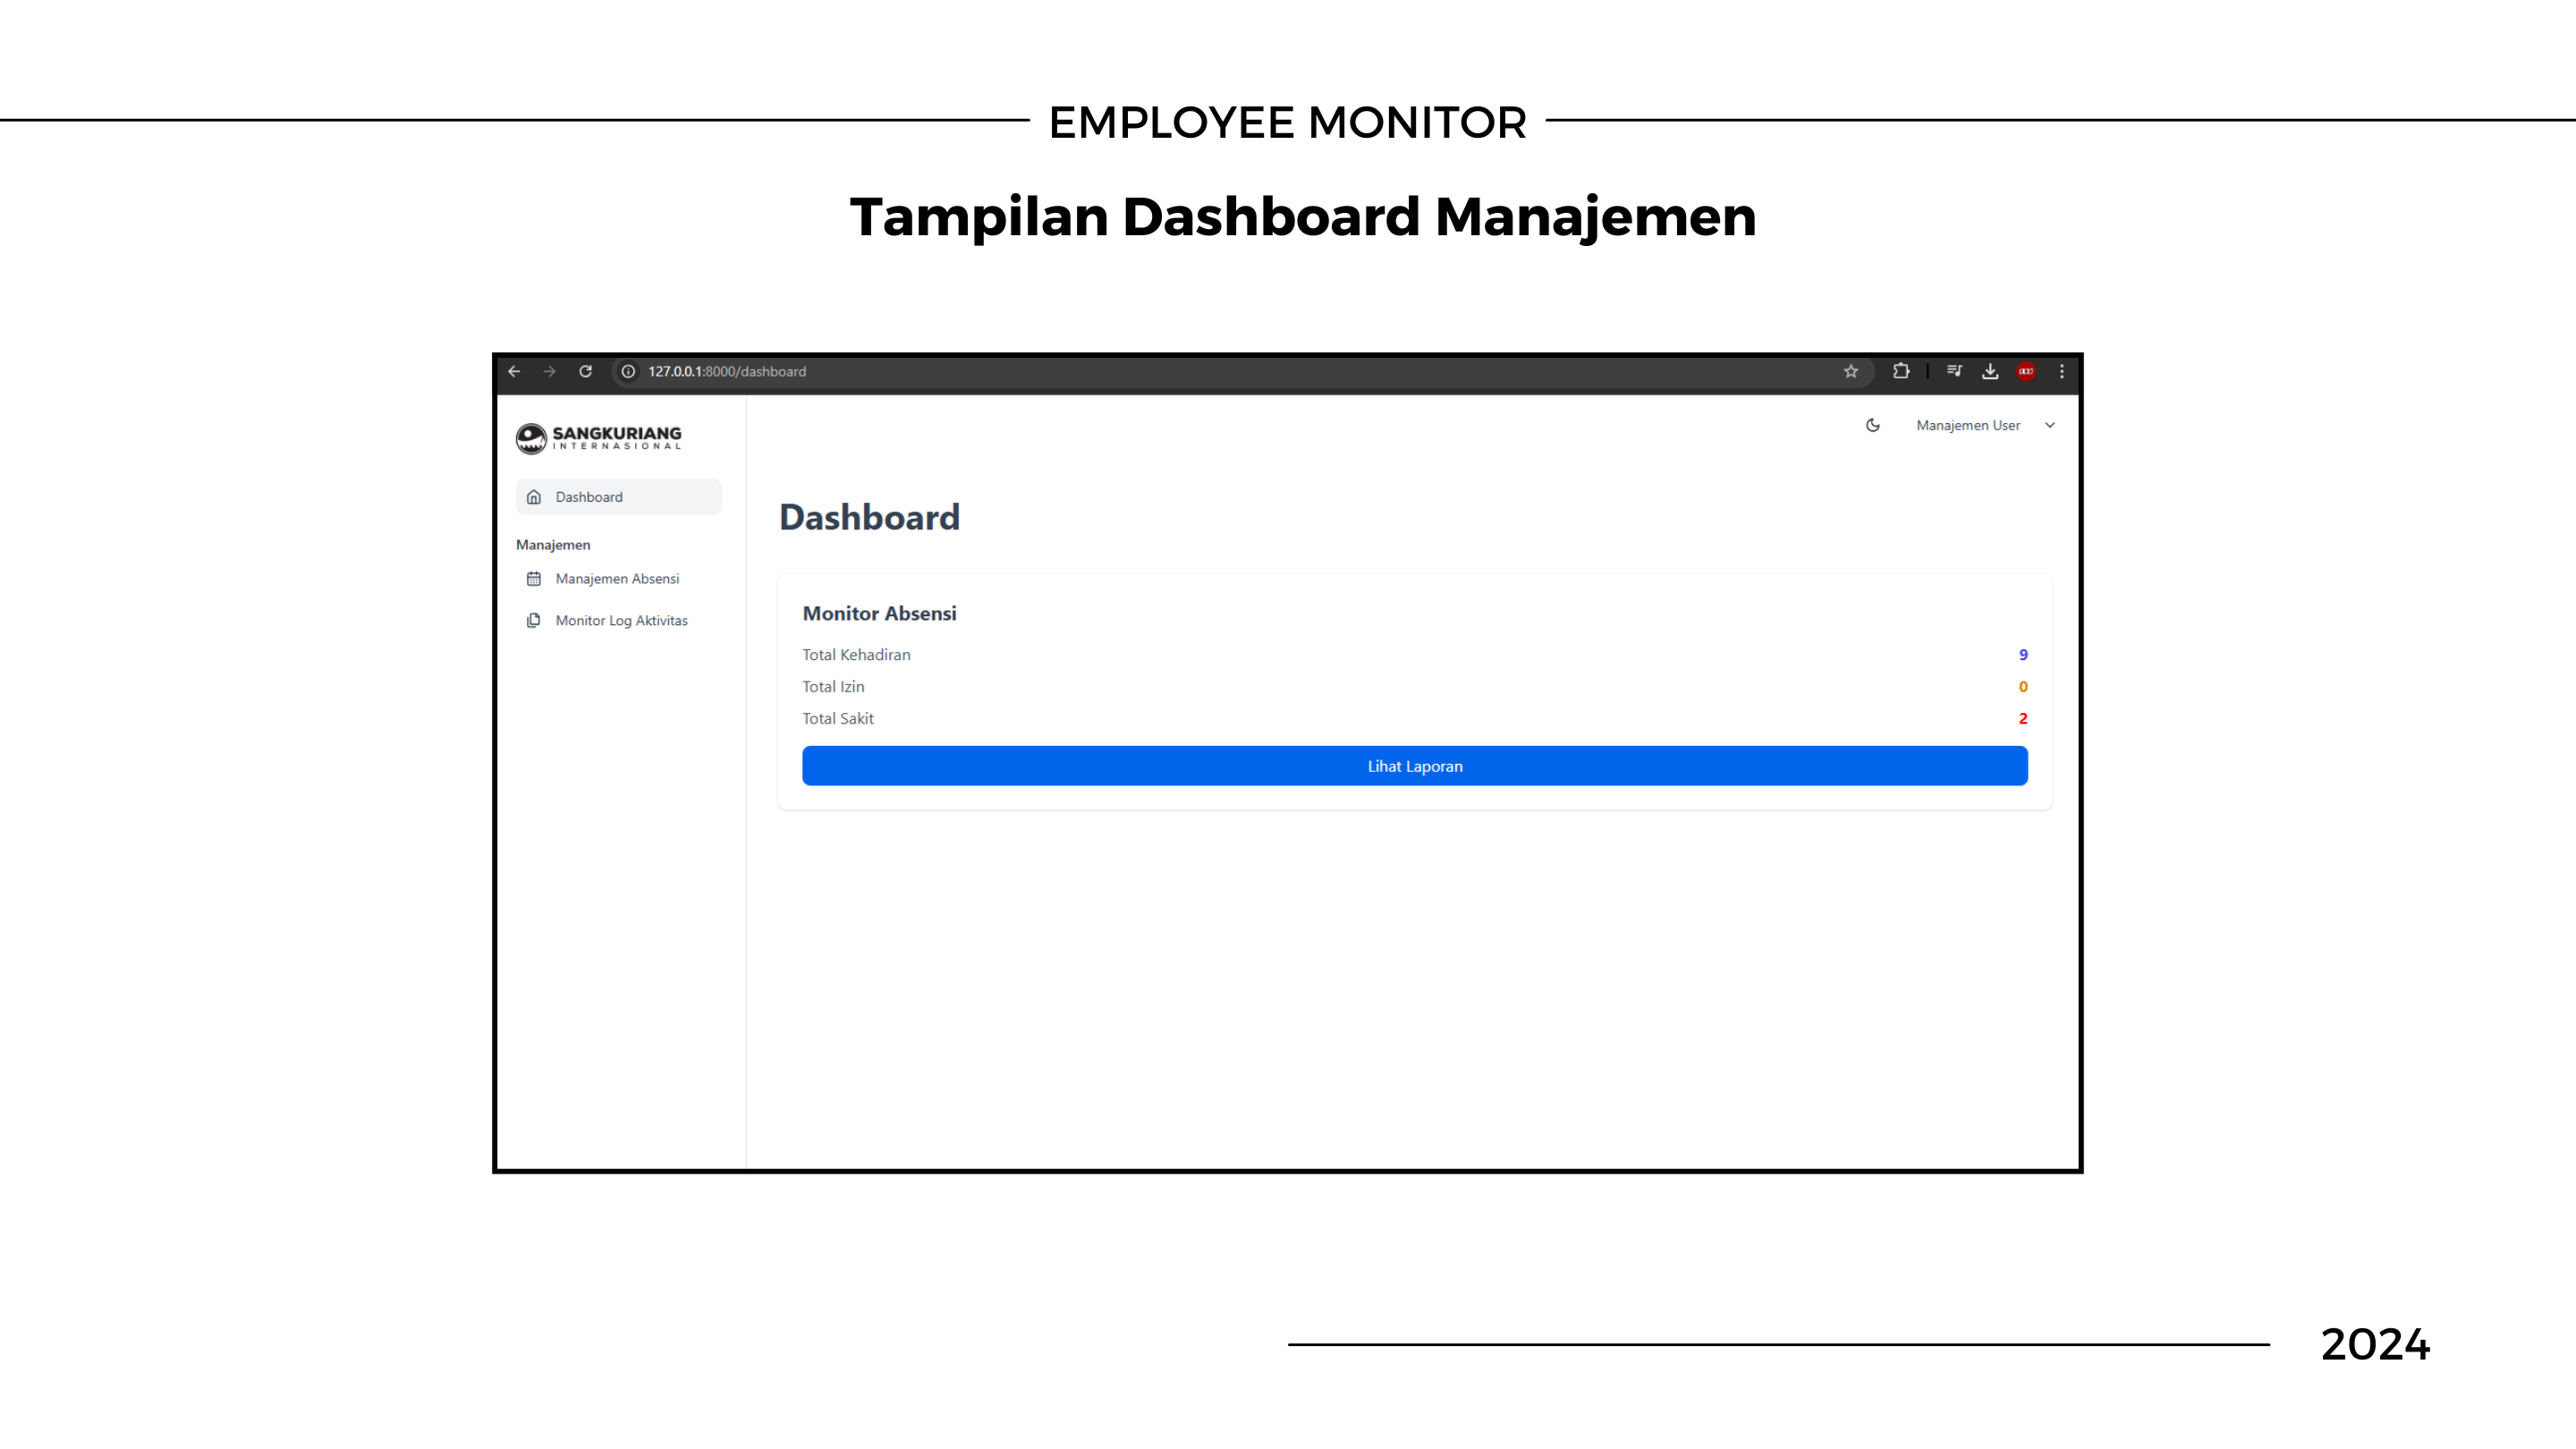 EMPLOYEE MONITOR
Tampilan Dashboard Manajemen
127.0.0.1:8000/dashboard
SANGKURIANG
INTERNASIONAL
Manajemen User
Dashboard
Manajemen
Manajemen Absensi
Monitor Log Aktivitas
Dashboard
Monitor Absensi
Total Kehadiran 9
Total Izin 0
Total Sakit 2
Lihat Laporan
2024